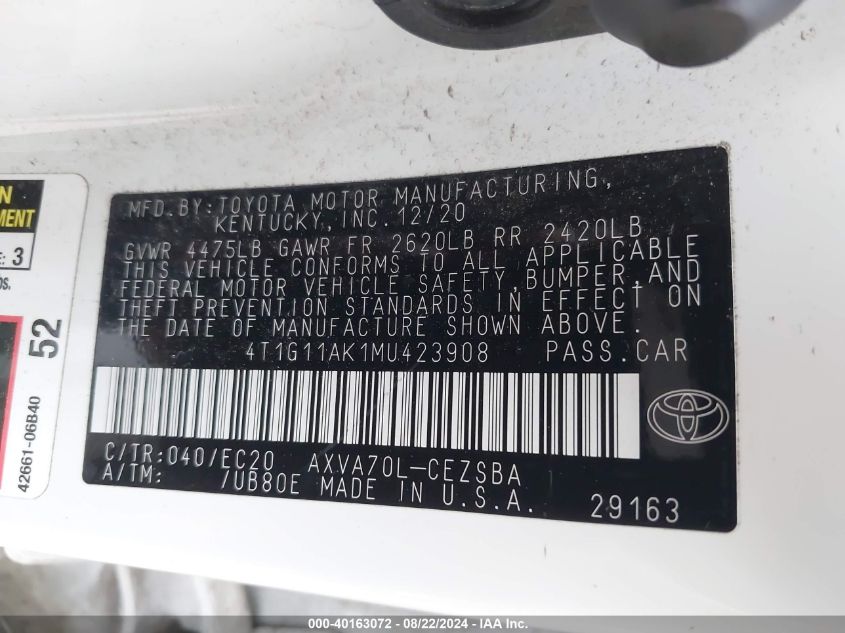 MFD.BY:TOYOTA MOTOR MANUFACTURING,
KENTUCKY, INC. 12/20
GVWR 4475LB GAWR FR 2620LB RR 2420LB
THIS VEHICLE CONFORMS TO ALL APPLICABLE
FEDERAL MOTOR VEHICLE SAFETY, BUMPER, AND
THEFT PREVENTION STANDARDS IN EFFECT ON
THE DATE OF MANUFACTURE SHOWN ABOVE.
4T1G11AK1MU423908 PASS.CAR
C/TR:040/EC20 AXVA70L-CEZSBA
A/TM: /UB80E MADE IN U.S.A.
29163
: 3
52
42661-06B40
000-40163072 - 08/22/2024 - IAA Inc.